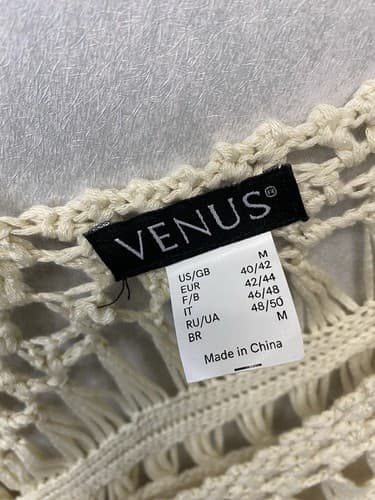 VENUS®
US/GB M
EUR 40/42
F/B 42/44
IT 46/48
RU/UA 48/50
BR M
Made in China